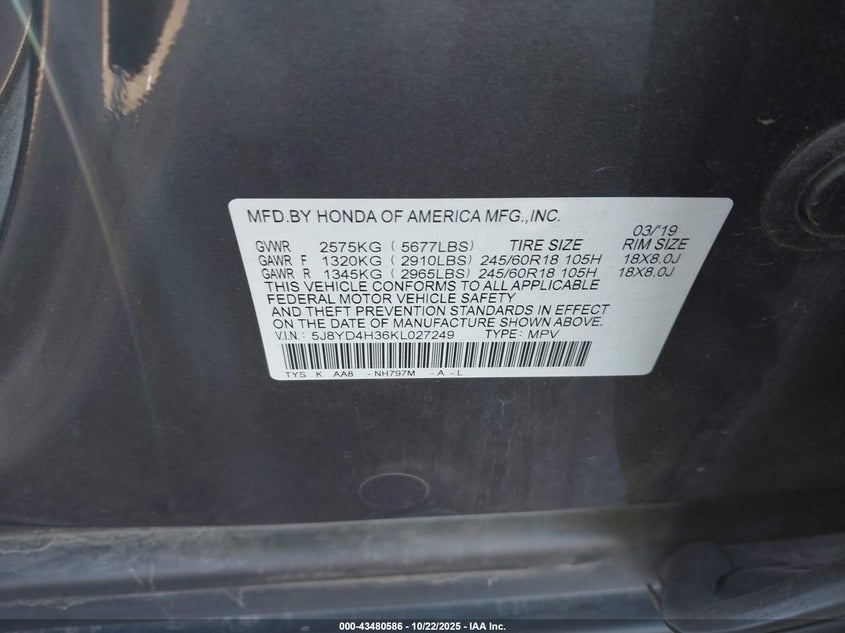 MFD.BY HONDA OF AMERICA MFG.,INC.
03/'19
GVWR 2575KG ( 5677LBS) TIRE SIZE RIM SIZE
GAWR F 1320KG ( 2910LBS) 245/60R18 105H 18X8.0J
GAWR R 1345KG ( 2965LBS) 245/60R18 105H 18X8.0J
THIS VEHICLE CONFORMS TO ALL APPLICABLE
FEDERAL MOTOR VEHICLE SAFETY
AND THEFT PREVENTION STANDARDS IN EFFECT
ON THE DATE OF MANUFACTURE SHOWN ABOVE.
V.I.N.: 5J8YD4H36KL027249 TYPE: MPV
TYS K AA8 - NH797M - A - L
000-43480586 - 10/22/2025 - IAA Inc.